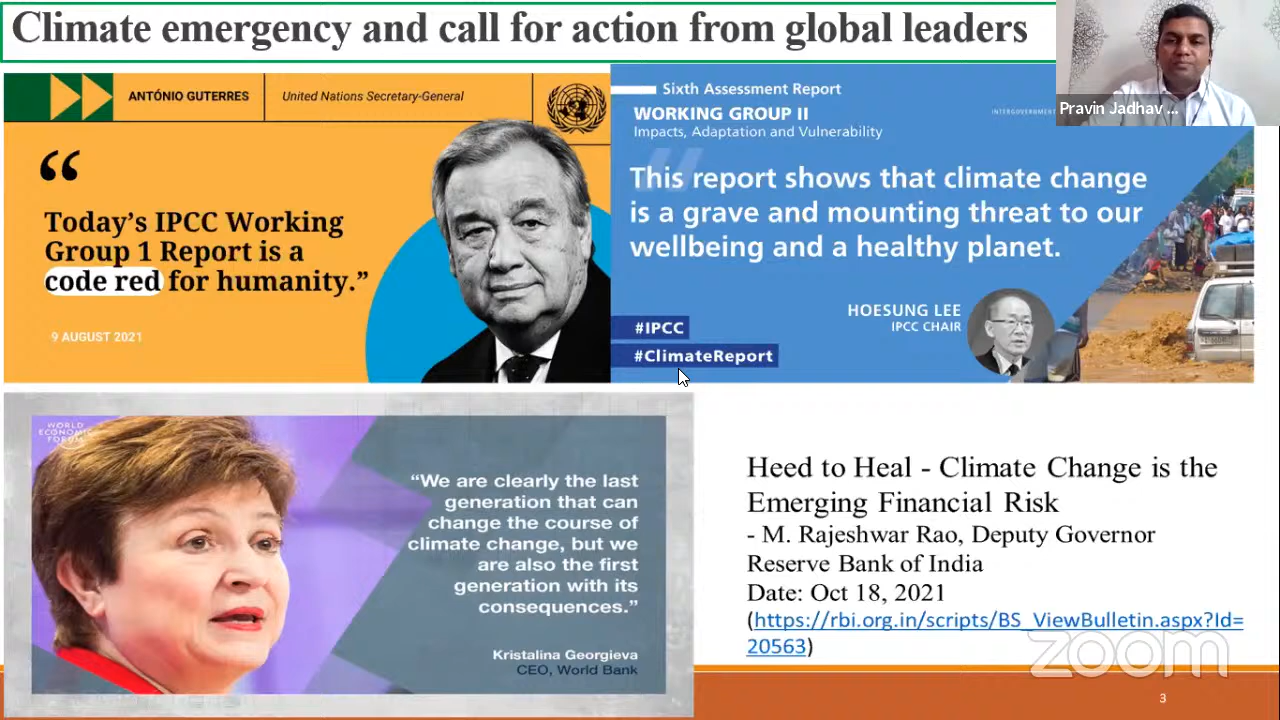 Climate emergency and call for action from global leaders
Pravin Jadhav ...
ANTÓNIO GUTERRES
United Nations Secretary-General
“
Today’s IPCC Working
Group 1 Report is a
code red for humanity.”
9 AUGUST 2021
Sixth Assessment Report
WORKING GROUP II
Impacts, Adaptation and Vulnerability
INTERGOVERNMENT
This report shows that climate change
is a grave and mounting threat to our
wellbeing and a healthy planet.
HOESUNG LEE
IPCC CHAIR
#IPCC
#ClimateReport
WORLD
ECONOMIC
FORUM
“We are clearly the last
generation that can
change the course of
climate change, but we
are also the first
generation with its
consequences.”
Kristalina Georgieva
CEO, World Bank
Heed to Heal - Climate Change is the
Emerging Financial Risk
- M. Rajeshwar Rao, Deputy Governor
Reserve Bank of India
Date: Oct 18, 2021
(https://rbi.org.in/scripts/BS_ViewBulletin.aspx?Id=
20563)
zoom
3